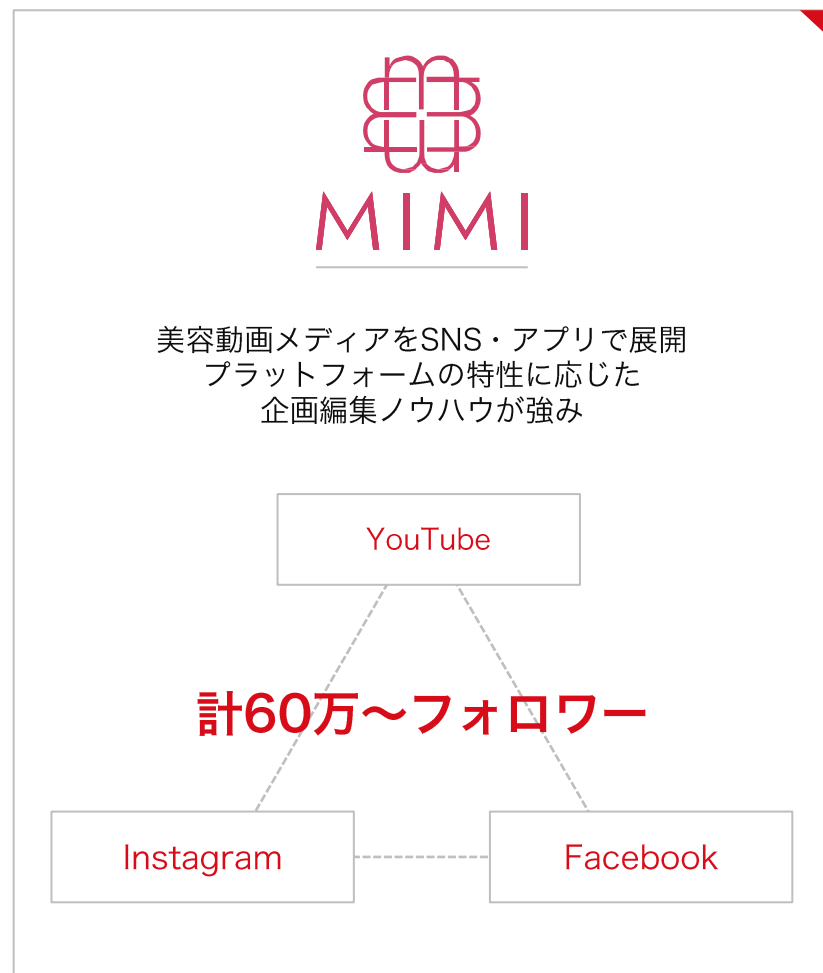 MIMI
美容動画メディアをSNS・アプリで展開
プラットフォームの特性に応じた
企画編集ノウハウが強み
YouTube
計60万〜フォロワー
Instagram
Facebook